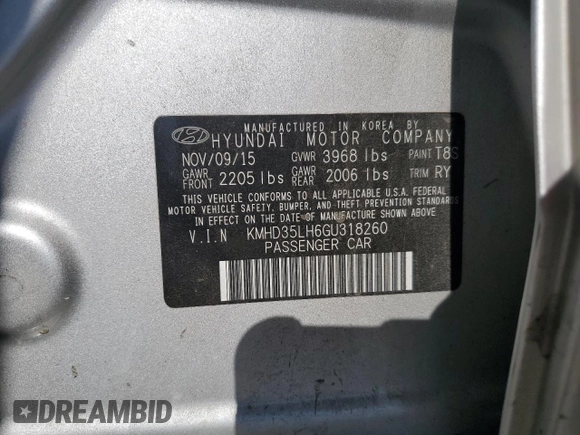 MANUFACTURED IN KOREA BY
HYUNDAI MOTOR COMPANY
NOV/09/15 GVWR 3968 lbs PAINT T8S
GAWR FRONT 2205 lbs GAWR REAR 2006 lbs TRIM RY
THIS VEHICLE CONFORMS TO ALL APPLICABLE U.S.A. FEDERAL
MOTOR VEHICLE SAFETY, BUMPER, AND THEFT PREVENTION STANDARDS
IN EFFECT ON THE DATE OF MANUFACTURE SHOWN ABOVE.
V.I.N KMHD35LH6GU318260
PASSENGER CAR
DREAMBID